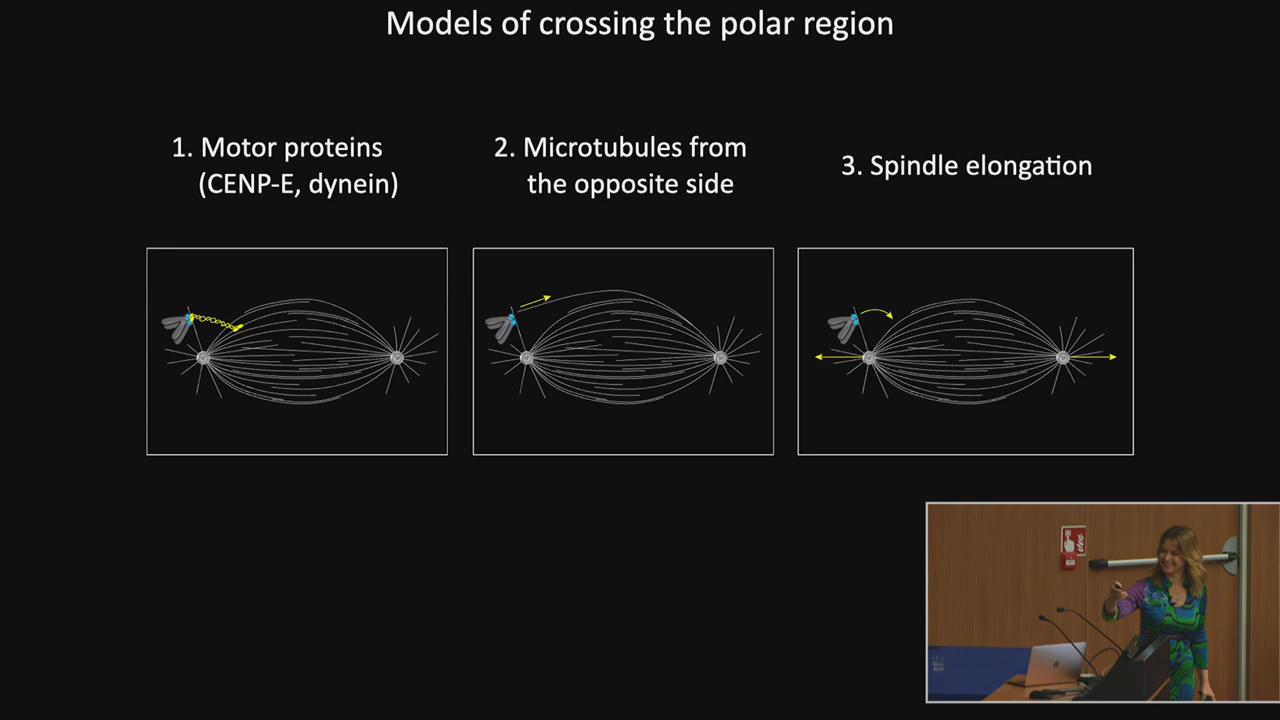 Models of crossing the polar region
1. Motor proteins
(CENP-E, dynein)
2. Microtubules from
the opposite side
3. Spindle elongation